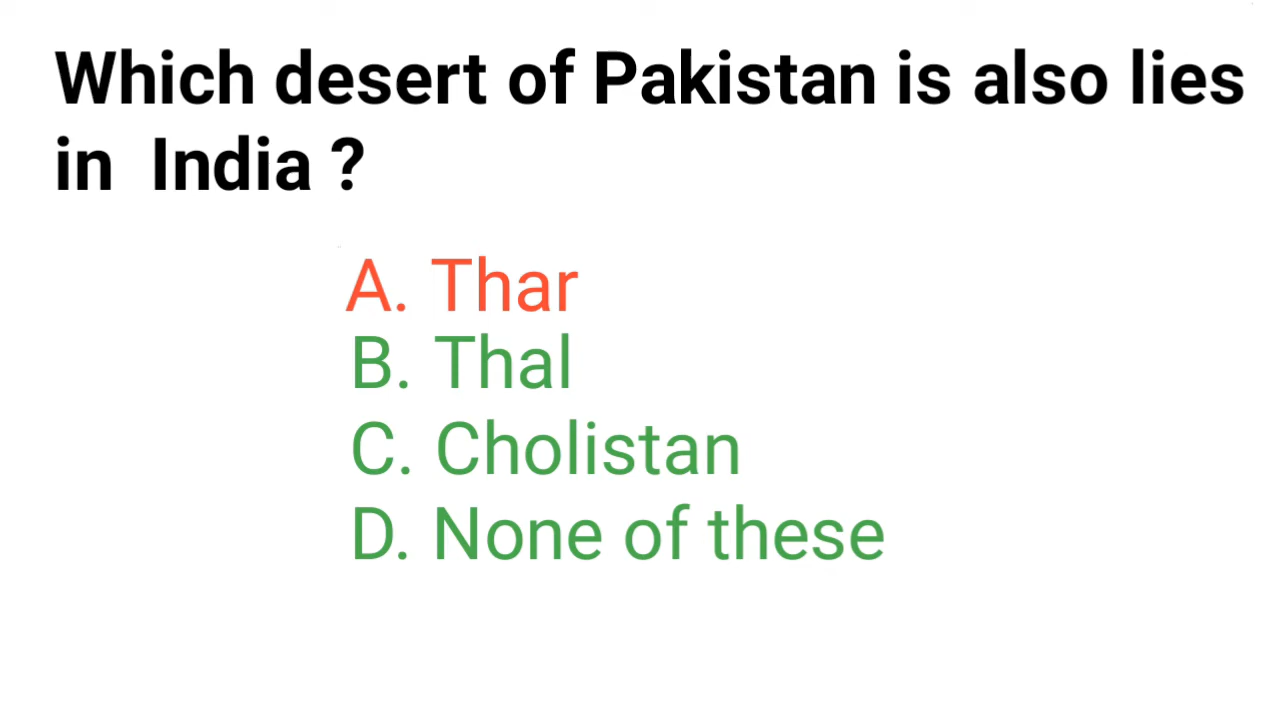 Which desert of Pakistan is also lies
in India ?
A. Thar
B. Thal
C. Cholistan
D. None of these